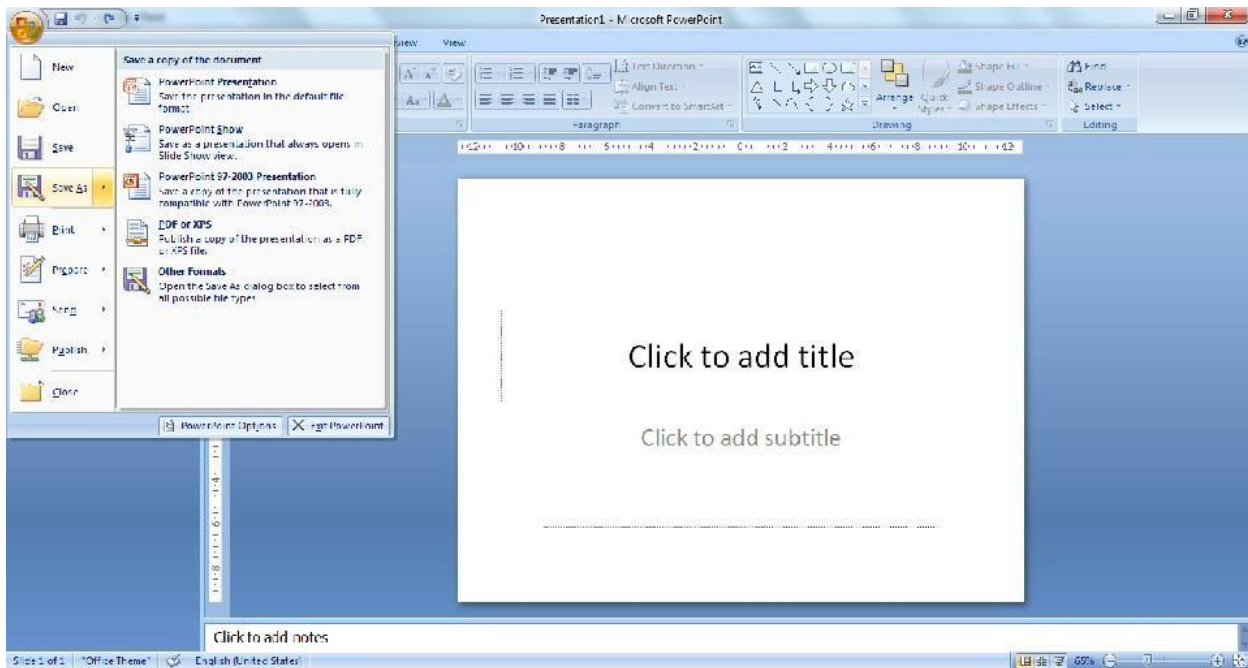 Presentation1 - Microsoft PowerPoint
View
New
Open
Save
Save As
Print
Prepare
Send
Publish
Close
Save a copy of the document
PowerPoint Presentation
Save the presentation in the default file
format.
PowerPoint Show
Save as a presentation that always opens in
Slide Show view.
PowerPoint 97-2003 Presentation
Save a copy of the presentation that is fully
compatible with PowerPoint 97-2003.
PDF or XPS
Publish a copy of the presentation as a PDF
or XPS file.
Other Formats
Open the Save As dialog box to select from
all possible file types.
PowerPoint Options
Exit PowerPoint
Text Direction
Align Text
Convert to SmartArt
Paragraph
Arrange
Quick
Styles
Shape Fill
Shape Outline
Shape Effects
Drawing
Find
Replace
Select
Editing
Click to add title
Click to add subtitle
Click to add notes
Slide 1 of 1
"Office Theme"
English (United States)
65%